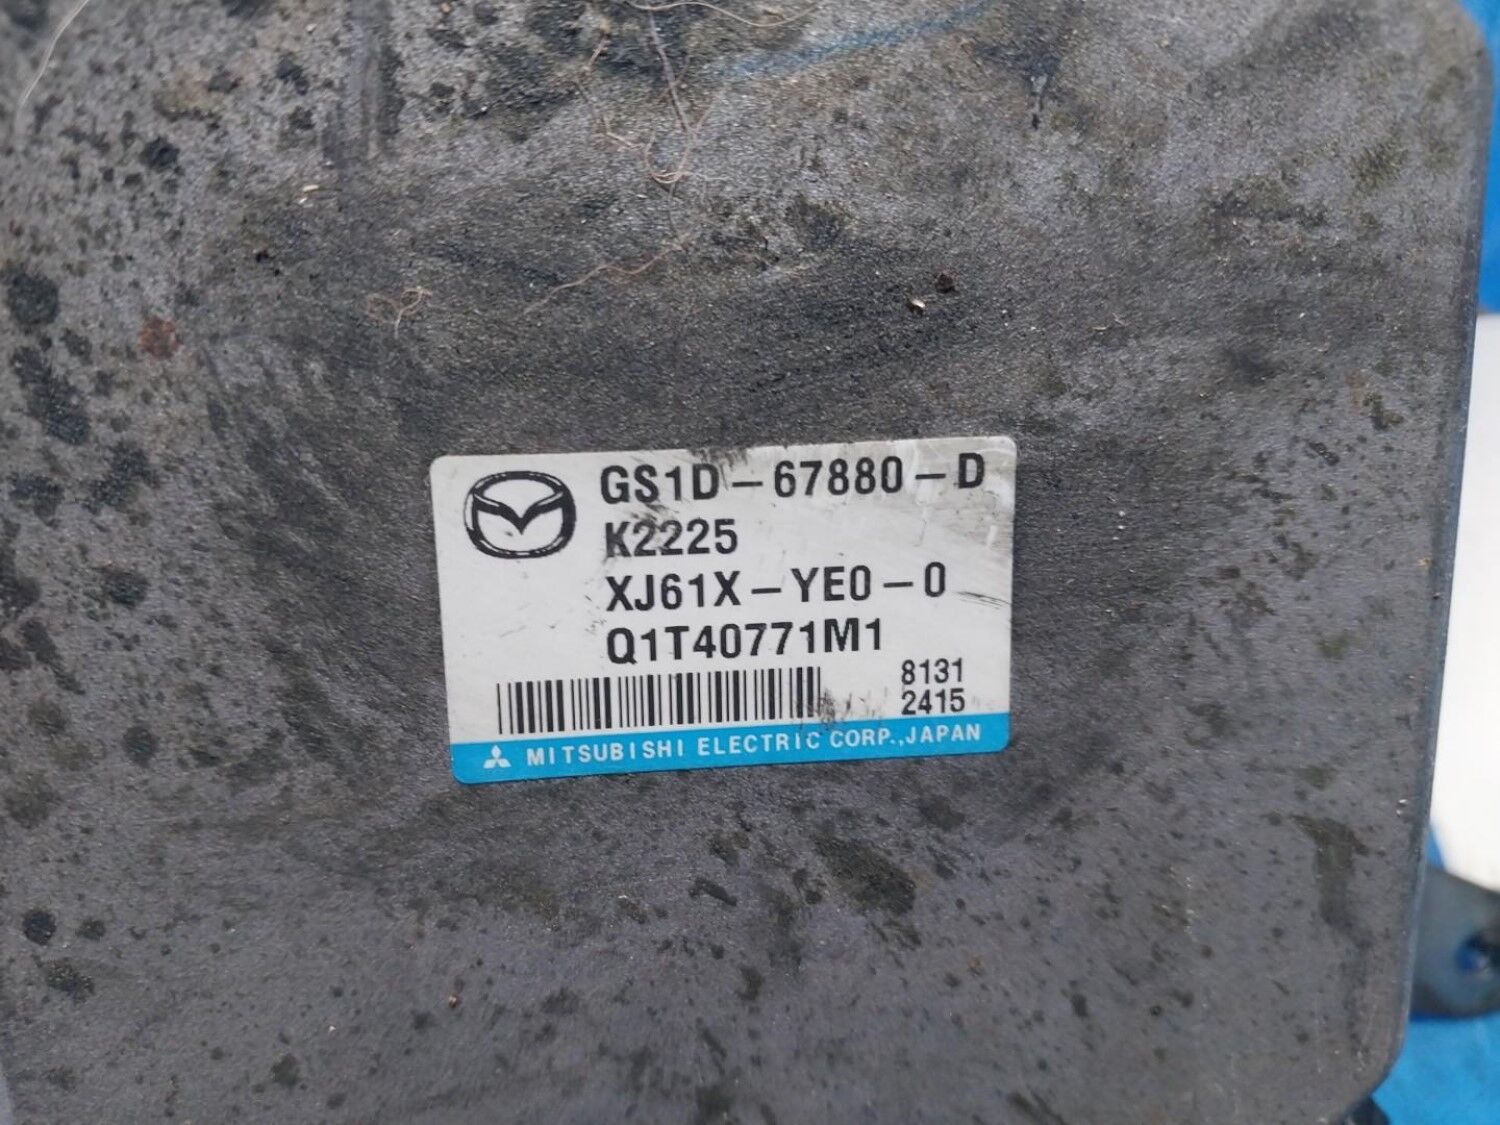 GS1D-67880-D
K2225
XJ61X-YE0-0
Q1T40771M1
8131
2415
MITSUBISHI ELECTRIC CORP.,JAPAN